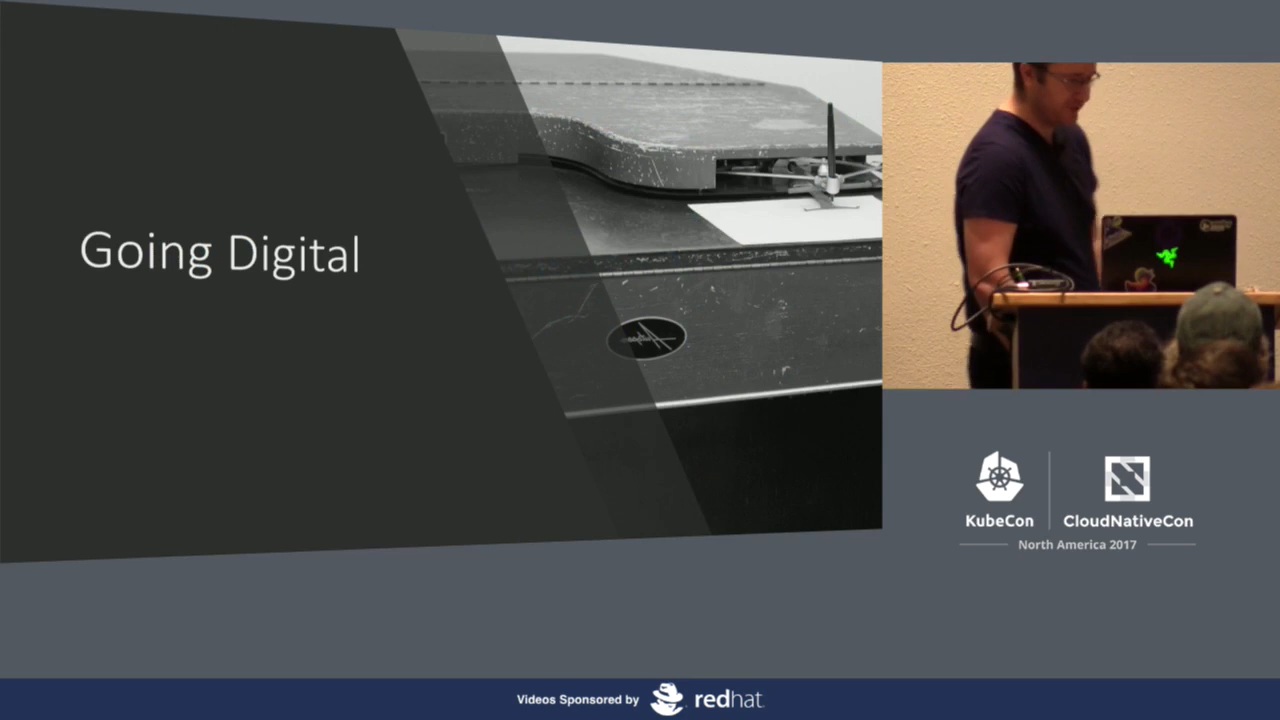 Going Digital
KubeCon
CloudNativeCon
North America 2017
Videos Sponsored by redhat.